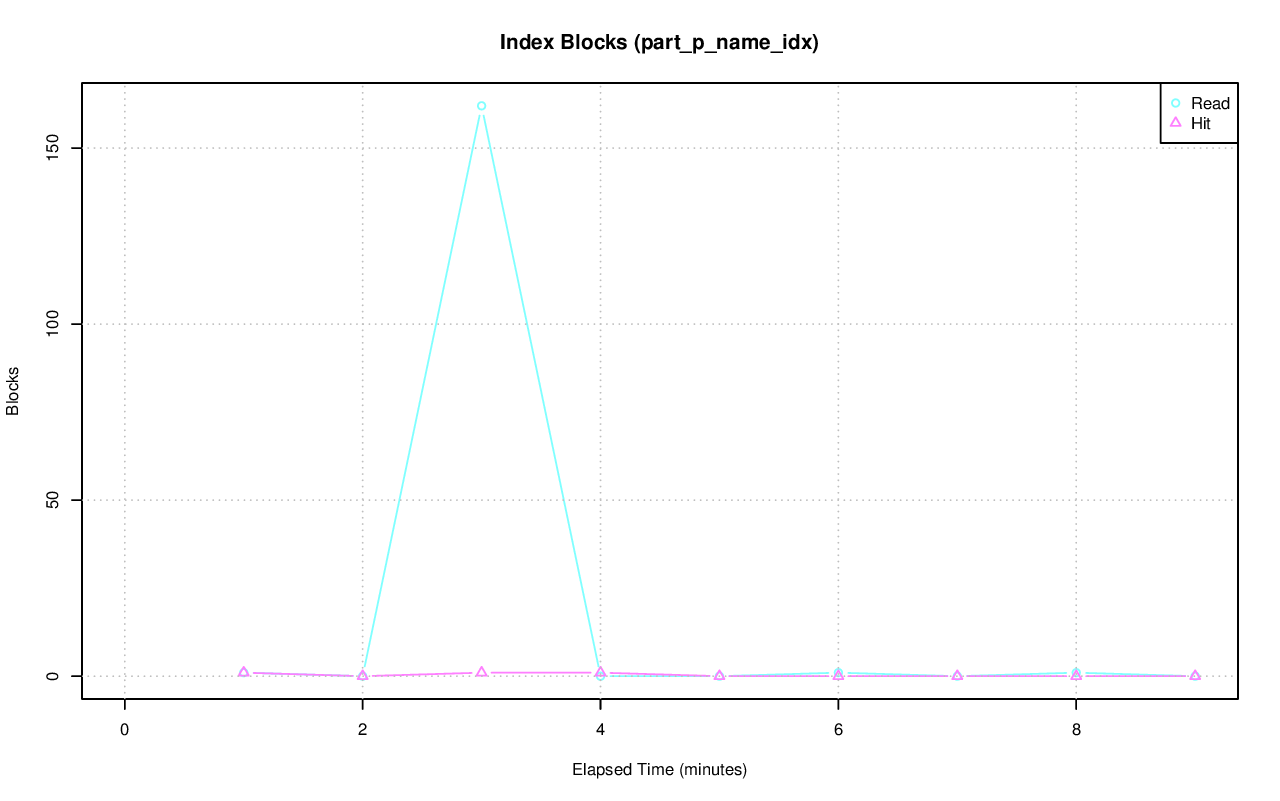 Index Blocks (part_p_name_idx)
Read
Hit
Blocks
150
100
50
0
0 2 4 6 8
Elapsed Time (minutes)